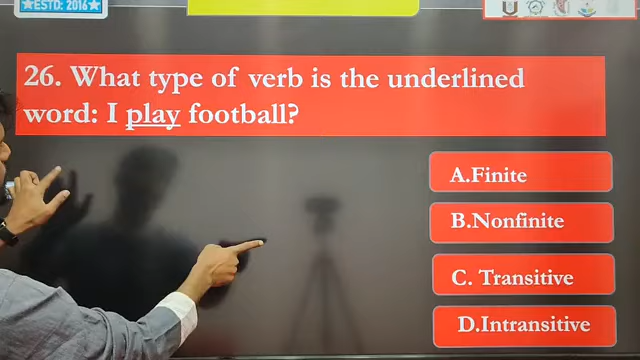 ★ESTD: 2016★
26. What type of verb is the underlined
word: I play football?
A.Finite
B.Nonfinite
C. Transitive
D.Intransitive